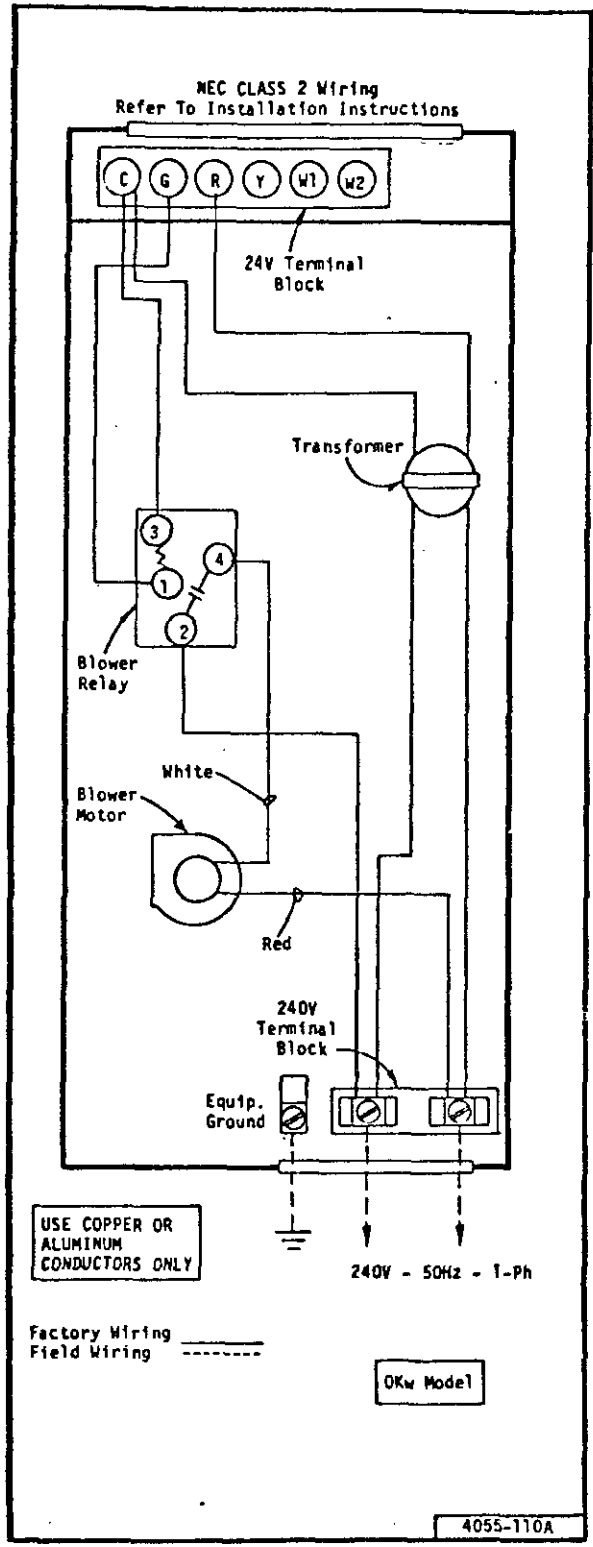 NEC CLASS 2 Wiring
Refer To Installation Instructions
C G R Y W1 W2
24V Terminal
Block
Transformer
3
4
1
2
Blower
Relay
White
Blower
Motor
Red
240V
Terminal
Block
Equip.
Ground
USE COPPER OR
ALUMINUM
CONDUCTORS ONLY
240V - 50Hz - 1-Ph
Factory Wiring
Field Wiring
OKw Model
4055-110A